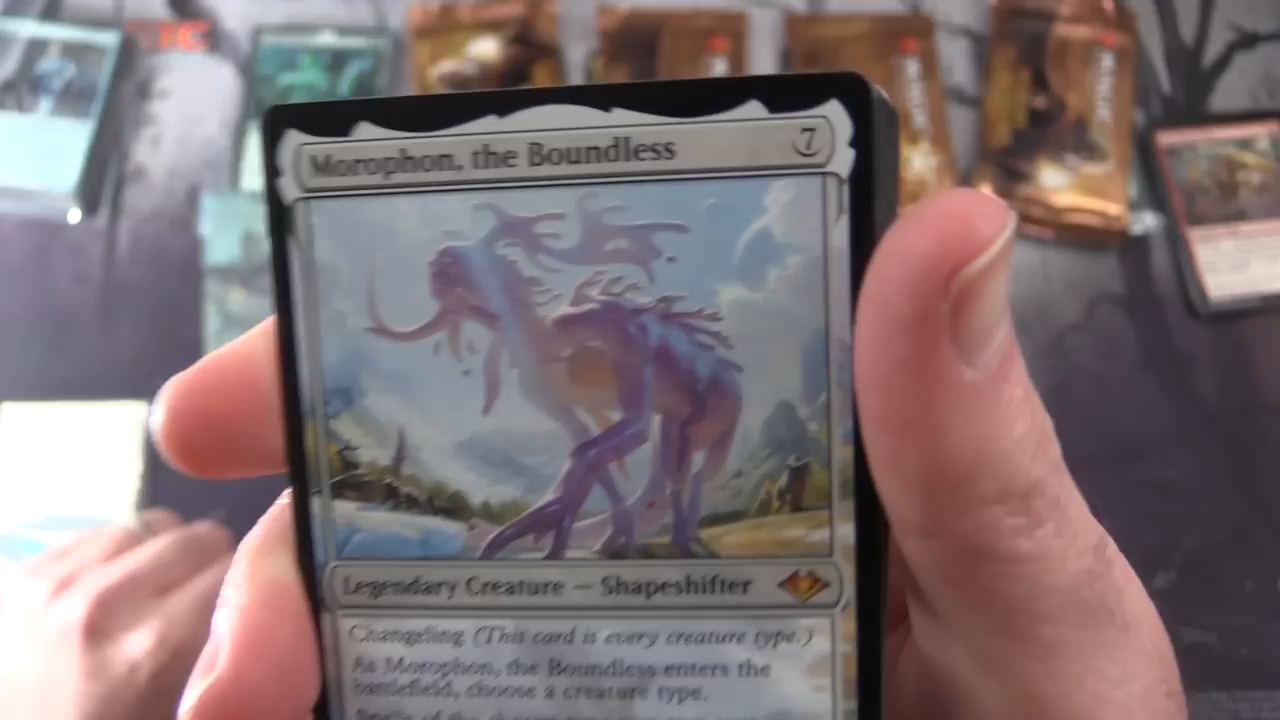 Morophon, the Boundless 7
Legendary Creature — Shapeshifter
Changeling (This card is every creature type.)
As Morophon, the Boundless enters the
battlefield, choose a creature type.